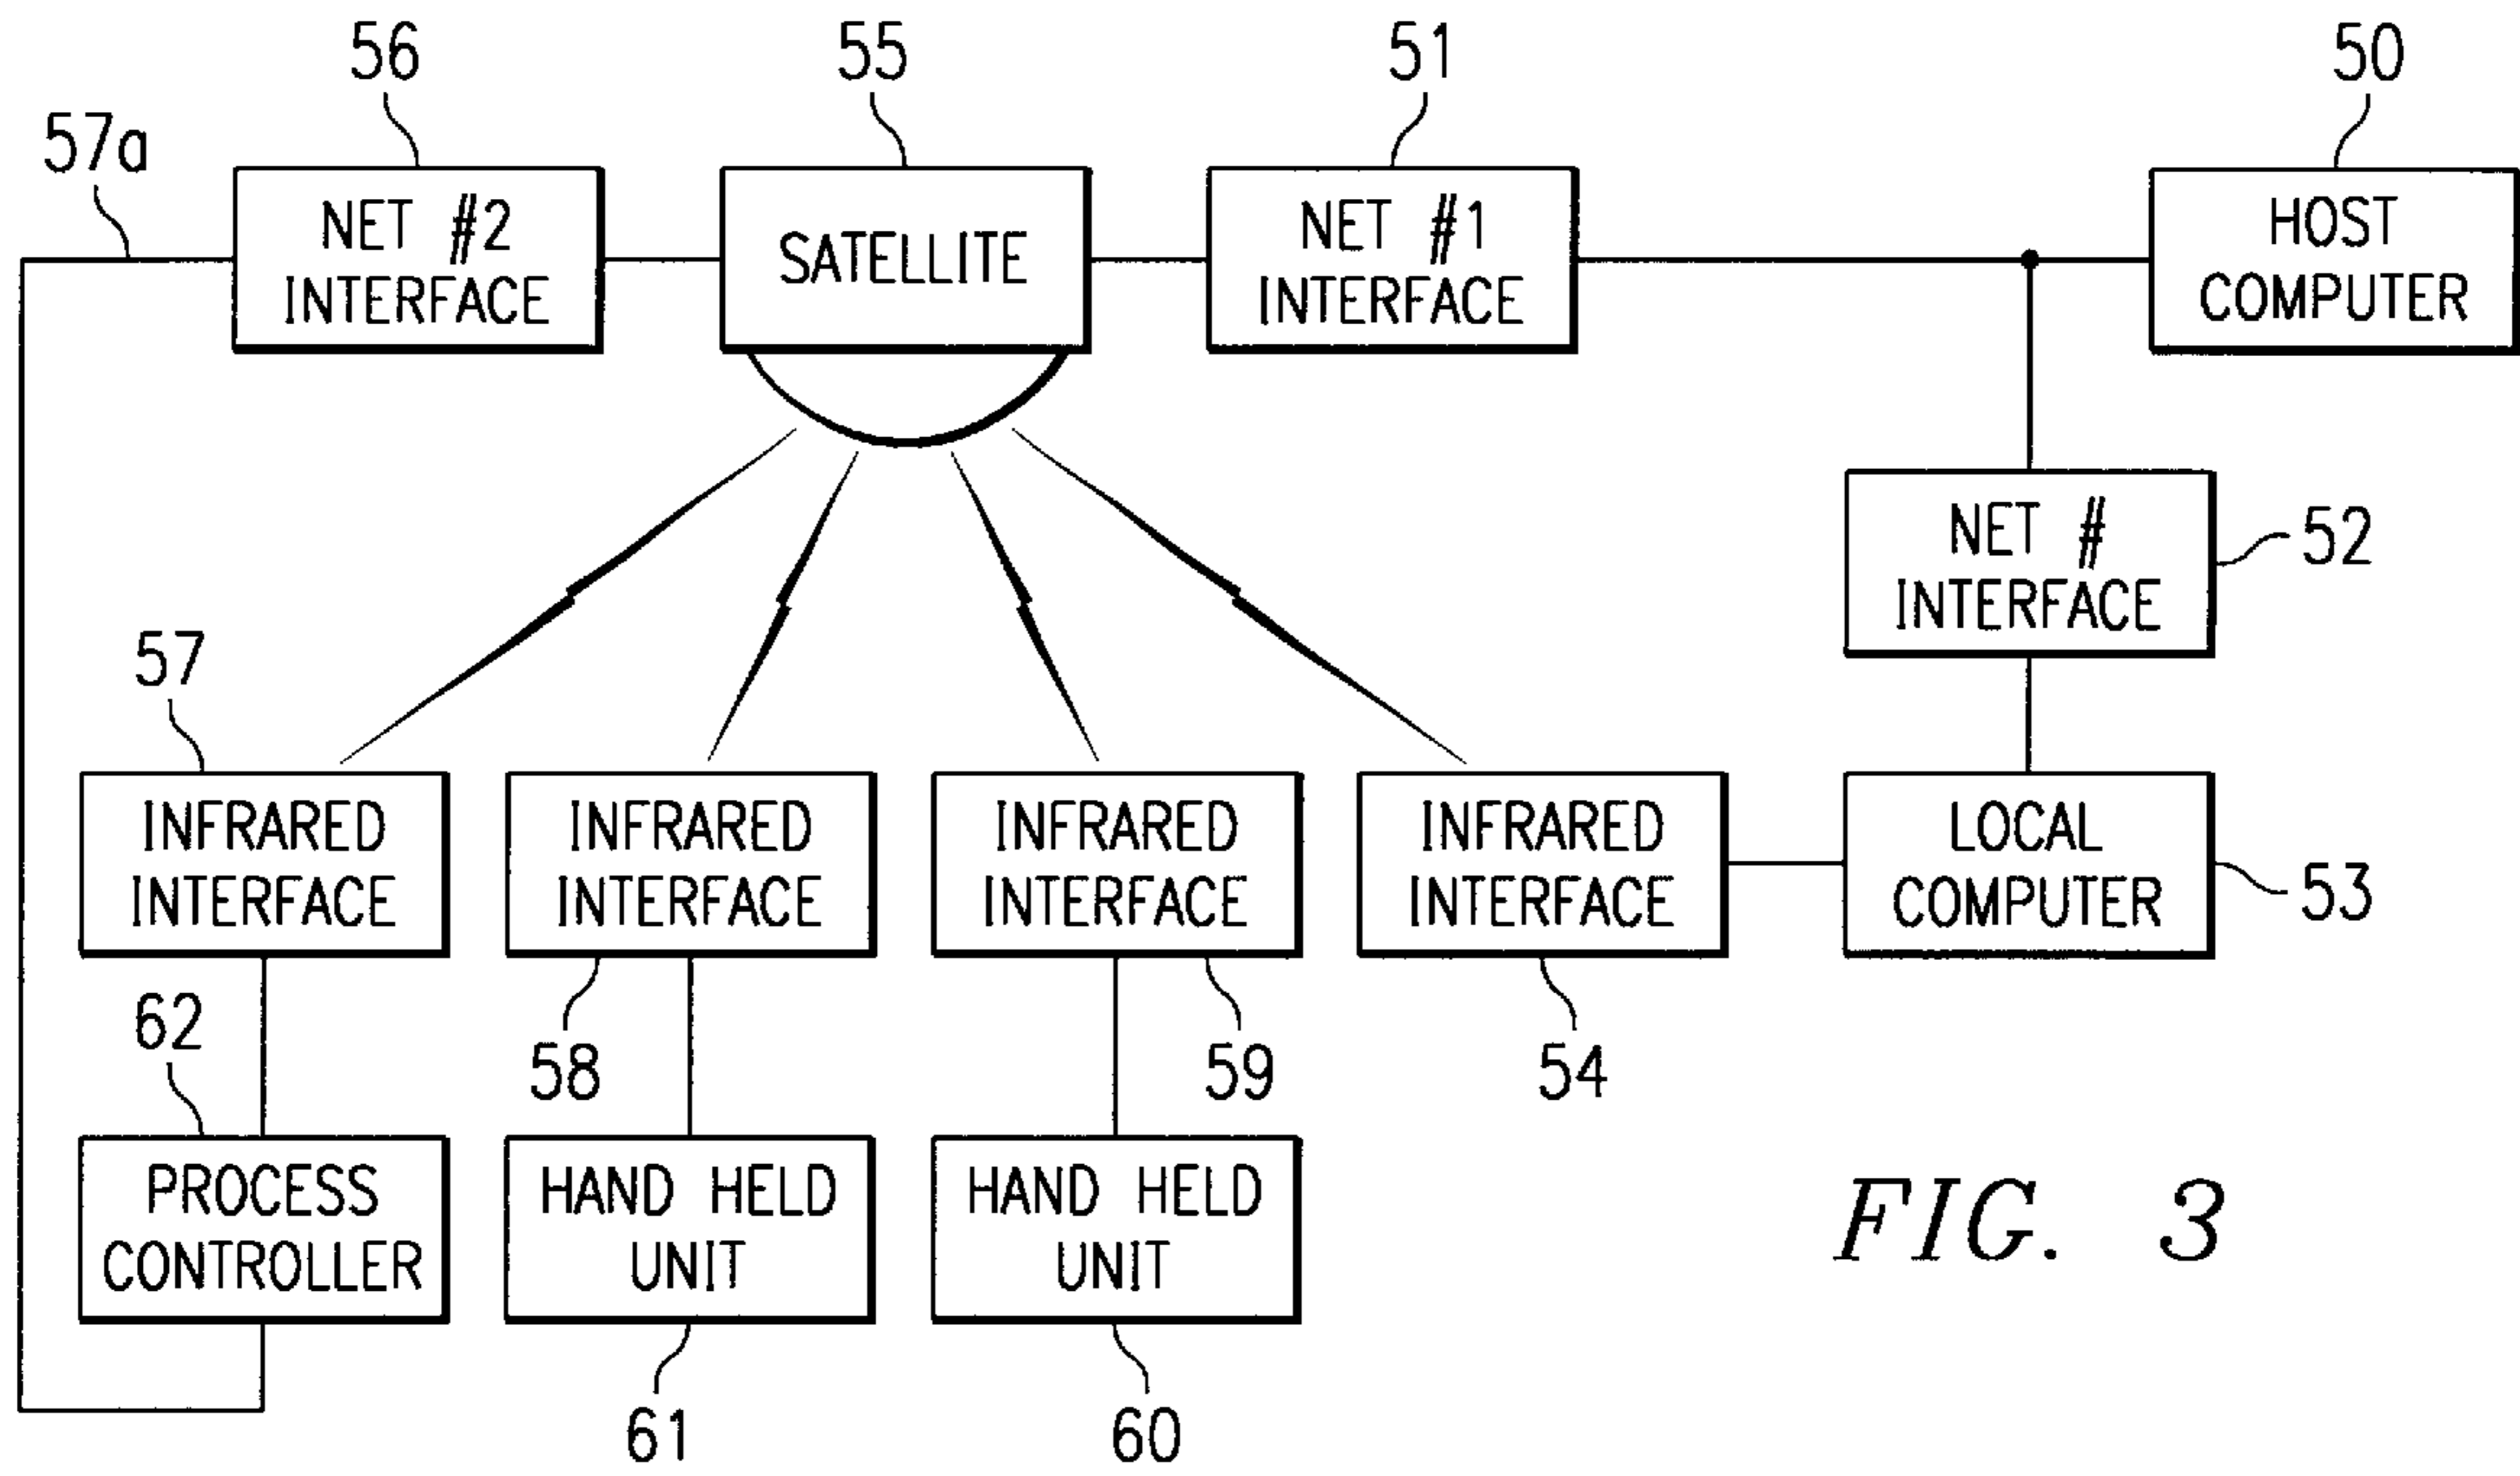 56
55
51
50
57a
NET #2
INTERFACE
SATELLITE
NET #1
INTERFACE
HOST
COMPUTER
NET #
INTERFACE
52
57
INFRARED
INTERFACE
INFRARED
INTERFACE
INFRARED
INTERFACE
INFRARED
INTERFACE
LOCAL
COMPUTER
53
62
58
59
54
PROCESS
CONTROLLER
HAND HELD
UNIT
HAND HELD
UNIT
FIG. 3
61
60